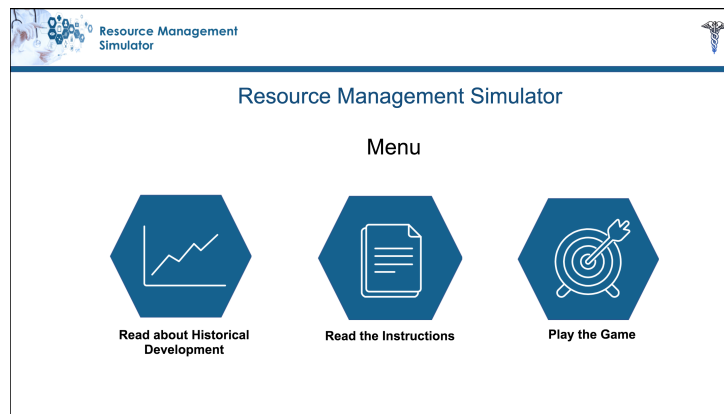 Resource Management
Simulator
Resource Management Simulator
Menu
Read about Historical
Development
Read the Instructions
Play the Game